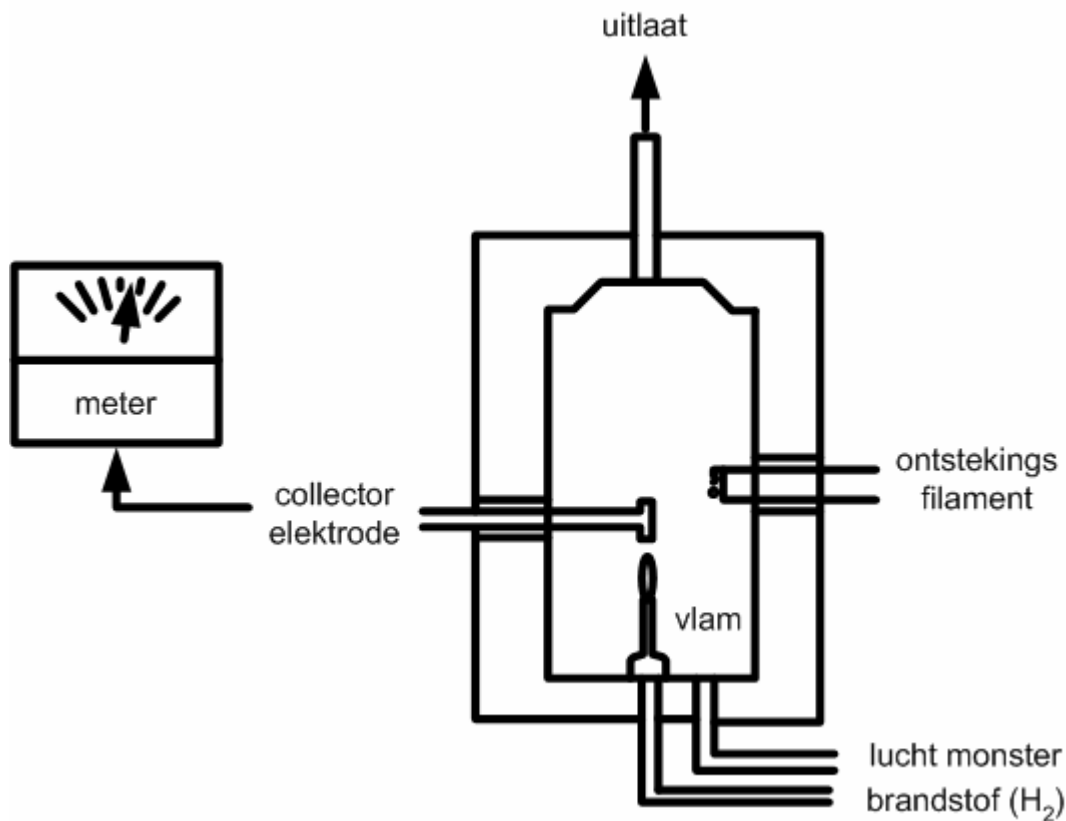 uitlaat
meter
collector
elektrode
ontstekings
filament
vlam
lucht monster
brandstof (H₂)